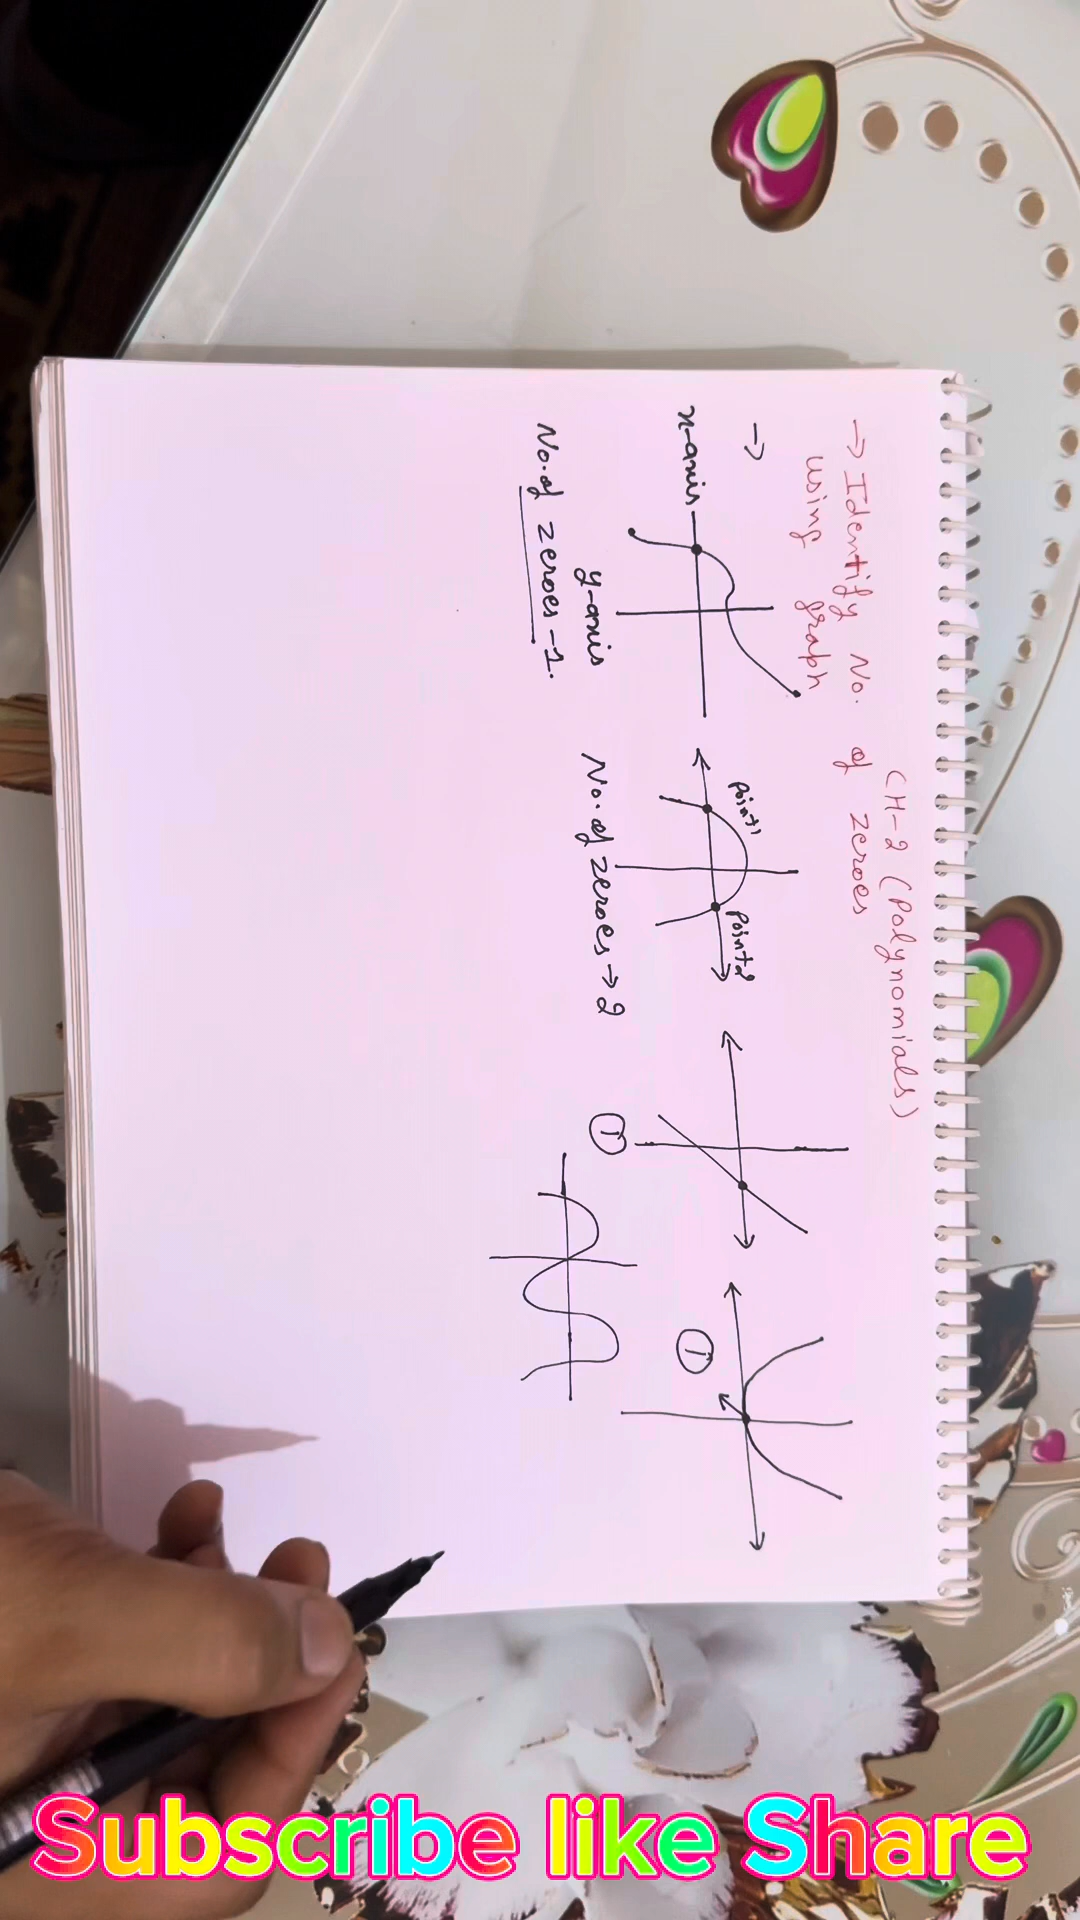 CH-2 (Polynomials)
→ Identify No. of zeroes
using graph
→
x-axis
y-axis
No. of zeroes - 1.
Point1
Point2
No. of zeroes → 2
1
1
Subscribe like Share